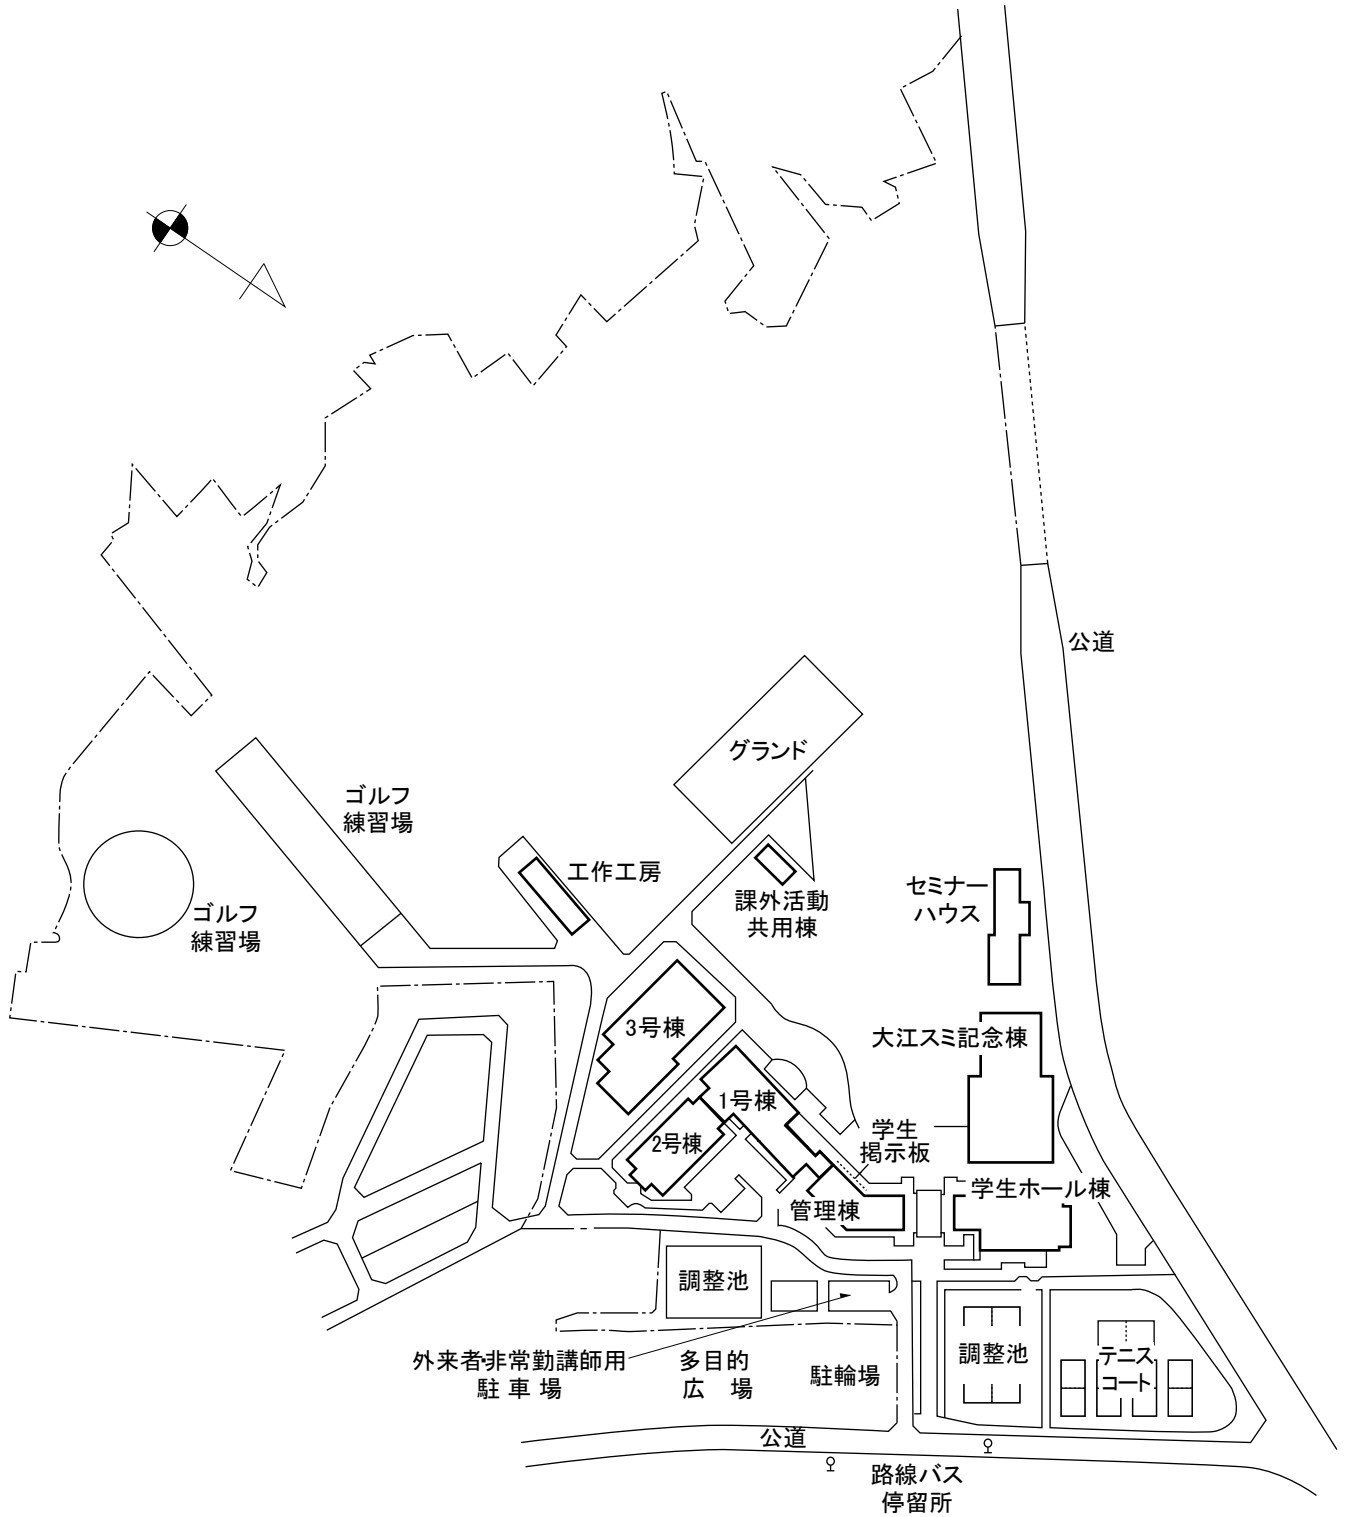 公道
グランド
ゴルフ
練習場
工作工房
セミナー
ハウス
課外活動
共用棟
ゴルフ
練習場
3号棟
大江スミ記念棟
1号棟
学生
掲示板
2号棟
学生ホール棟
管理棟
調整池
調整池
テニス
コート
外来者・非常勤講師用
駐車場
多目的
広場
駐輪場
公道
路線バス
停留所